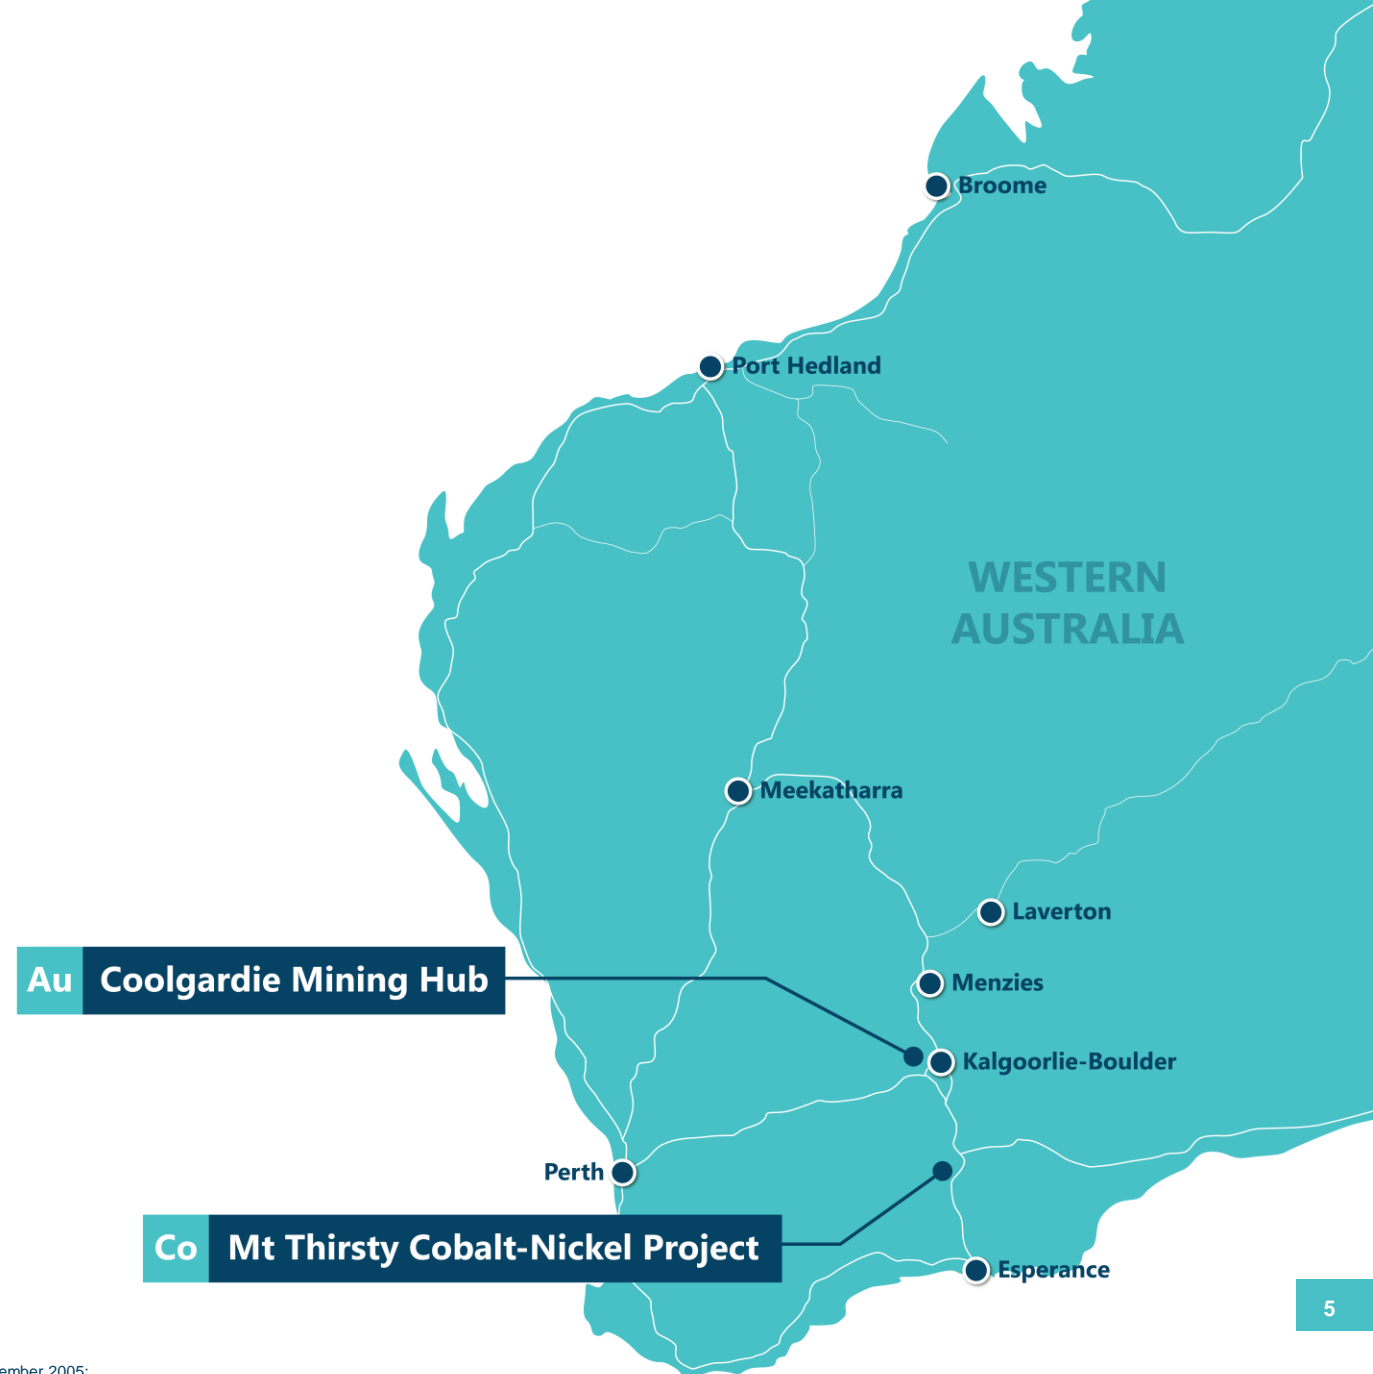 Broome
Port Hedland
WESTERN
AUSTRALIA
Meekatharra
Laverton
Au Coolgardie Mining Hub
Menzies
Kalgoorlie-Boulder
Perth
Co Mt Thirsty Cobalt-Nickel Project
Esperance
5
2005;